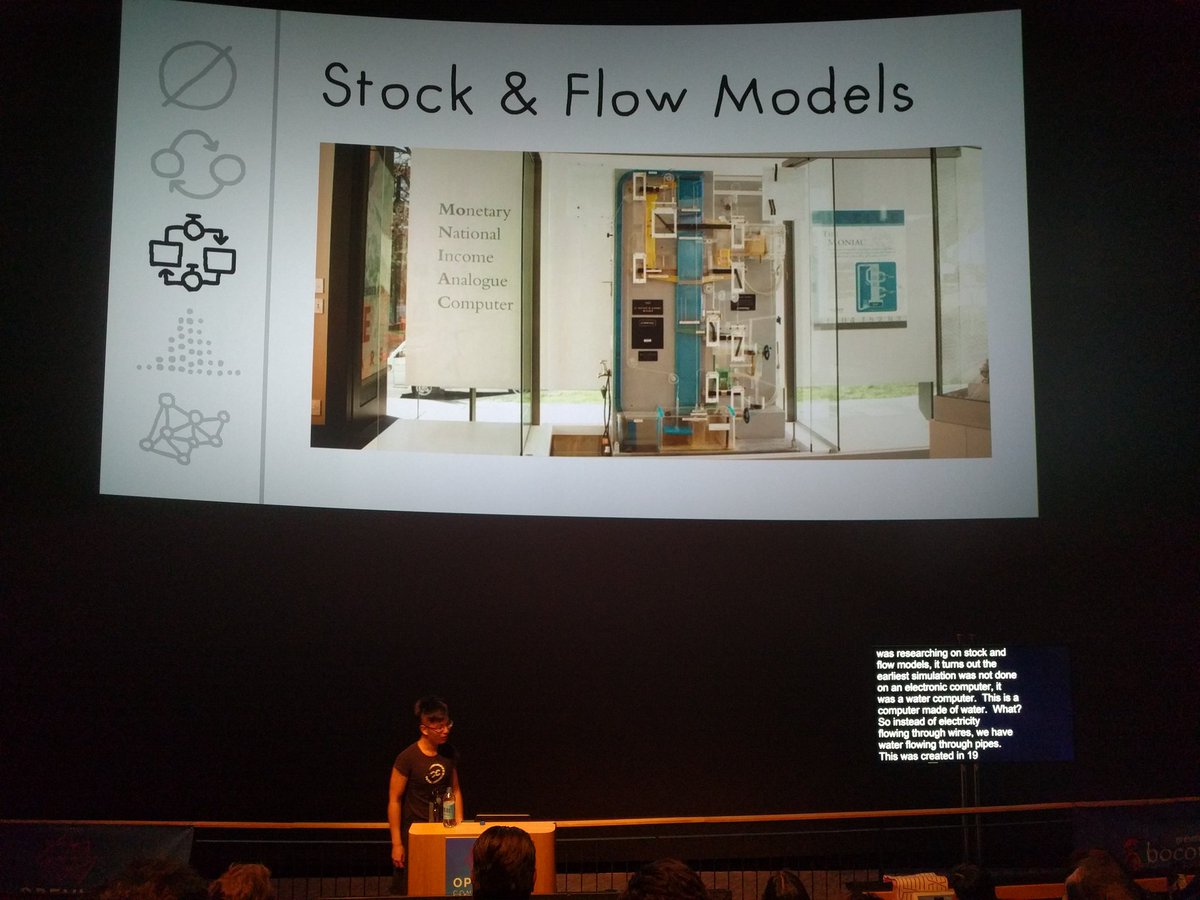 Stock & Flow Models
Monetary
National
Income
Analogue
Computer
MONIAC
was researching on stock and
flow models, it turns out the
earliest simulation was not done
on an electronic computer, it
was a water computer. This is a
computer made of water. What?
So instead of electricity
flowing through wires, we have
water flowing through pipes.
This was created in 19
OP
boco